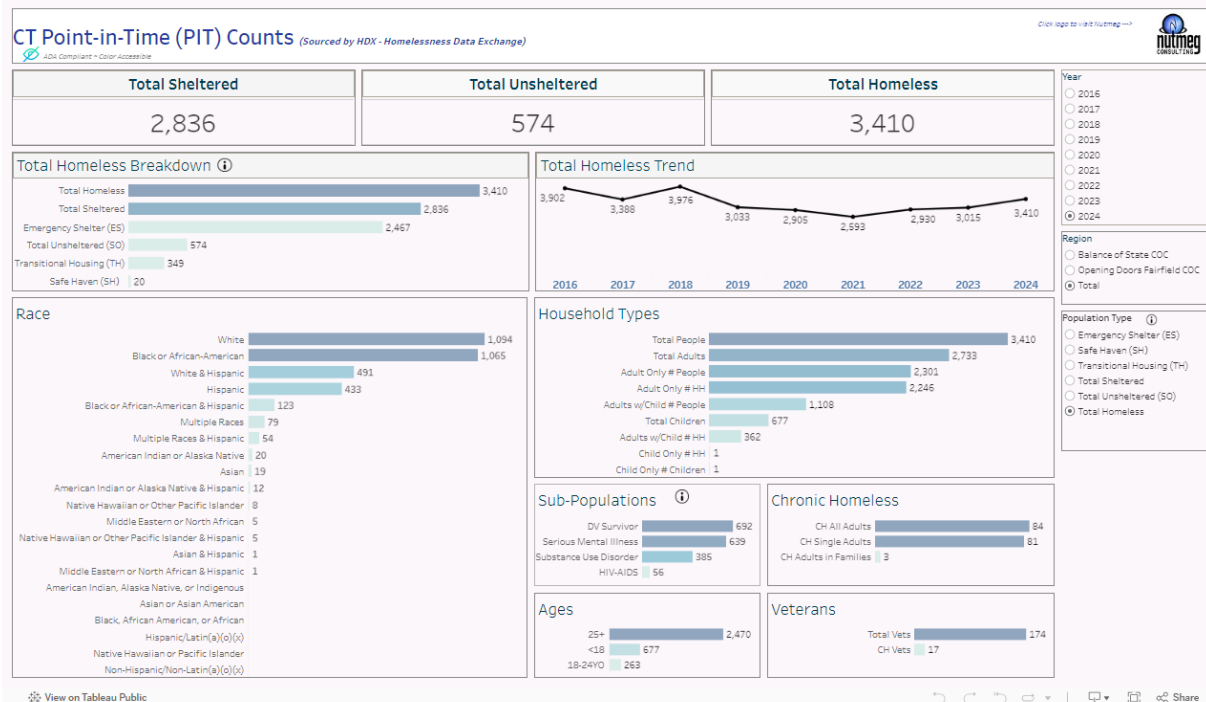 Click logo to visit Nutmeg --->
CT Point-in-Time (PIT) Counts (Sourced by HDX - Homelessness Data Exchange)
ADA Compliant ~ Color Accessible
nutmeg
CONSULTING
Total Sheltered
2,836
Total Unsheltered
574
Total Homeless
3,410
Year
2016
2017
2018
2019
2020
2021
2022
2023
2024
Region
Balance of State COC
Opening Doors Fairfield COC
Total
Population Type
Emergency Shelter (ES)
Safe Haven (SH)
Transitional Housing (TH)
Total Sheltered
Total Unsheltered (SO)
Total Homeless
Total Homeless Breakdown
Total Homeless 3,410
Total Sheltered 2,836
Emergency Shelter (ES) 2,467
Total Unsheltered (SO) 574
Transitional Housing (TH) 349
Safe Haven (SH) 20
Total Homeless Trend
3,902 3,388 3,976 3,033 2,905 2,593 2,930 3,015 3,410
2016 2017 2018 2019 2020 2021 2022 2023 2024
Race
White 1,094
Black or African-American 1,065
White & Hispanic 491
Hispanic 433
Black or African-American & Hispanic 123
Multiple Races 79
Multiple Races & Hispanic 54
American Indian or Alaska Native 20
Asian 19
American Indian or Alaska Native & Hispanic 12
Native Hawaiian or Other Pacific Islander 8
Middle Eastern or North African 5
Native Hawaiian or Other Pacific Islander & Hispanic 5
Asian & Hispanic 1
Middle Eastern or North African & Hispanic 1
American Indian, Alaska Native, or Indigenous
Asian or Asian American
Black, African American, or African
Hispanic/Latin(a)(o)(x)
Native Hawaiian or Pacific Islander
Non-Hispanic/Non-Latin(a)(o)(x)
Household Types
Total People 3,410
Total Adults 2,733
Adult Only # People 2,301
Adult Only # HH 2,246
Adults w/Child # People 1,108
Total Children 677
Adults w/Child # HH 362
Child Only # HH 1
Child Only # Children 1
Sub-Populations
DV Survivor 692
Serious Mental Illness 639
Substance Use Disorder 385
HIV-AIDS 56
Chronic Homeless
CH All Adults 84
CH Single Adults 81
CH Adults in Families 3
Ages
25+ 2,470
<18 677
18-24YO 263
Veterans
Total Vets 174
CH Vets 17
View on Tableau Public
Share